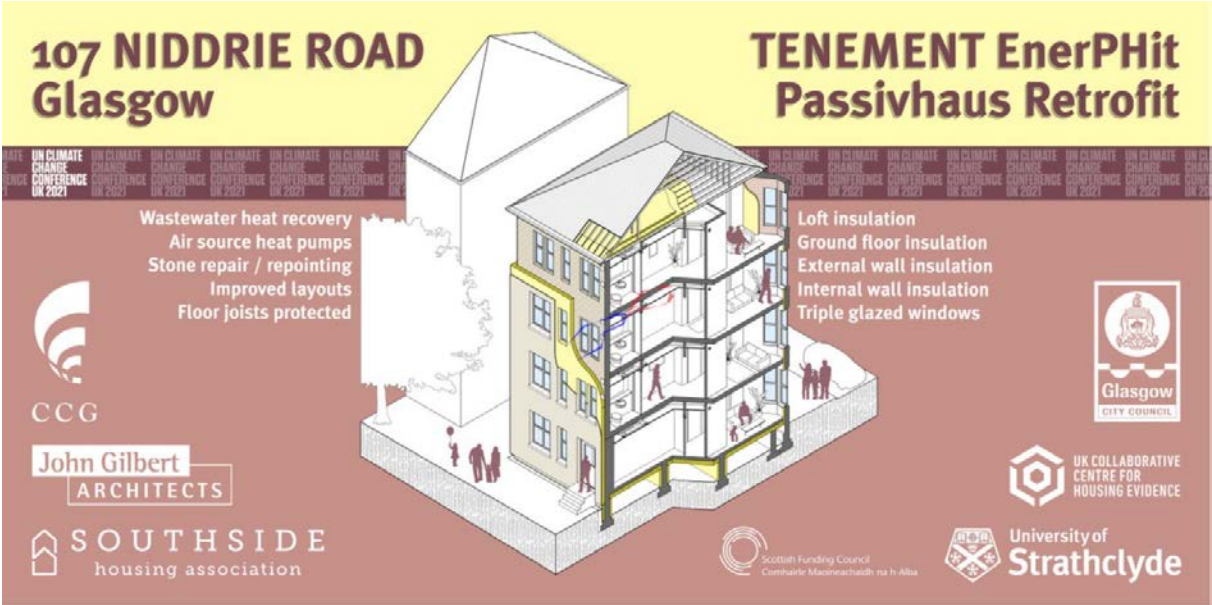 107 NIDDRIE ROAD
Glasgow
TENEMENT EnerPHit
Passivhaus Retrofit
UN CLIMATE
CHANGE
CONFERENCE
UK 2021
Wastewater heat recovery
Air source heat pumps
Stone repair / repointing
Improved layouts
Floor joists protected
Loft insulation
Ground floor insulation
External wall insulation
Internal wall insulation
Triple glazed windows
CCG
John Gilbert
ARCHITECTS
SOUTHSIDE
housing association
Glasgow
CITY COUNCIL
UK COLLABORATIVE
CENTRE FOR
HOUSING EVIDENCE
Scottish Funding Council
Comhairle Maoineachaidh na h-Alba
University of
Strathclyde